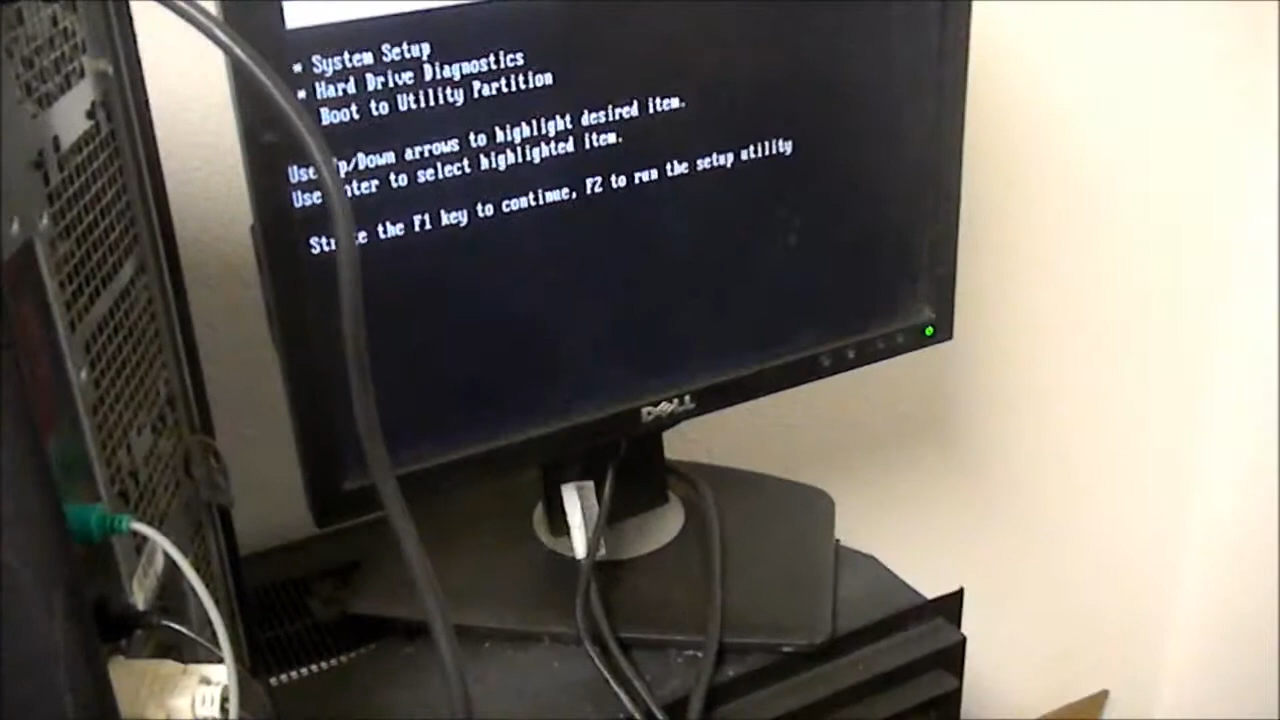 * System Setup
* Hard Drive Diagnostics
Boot to Utility Partition
Use Up/Down arrows to highlight desired item.
Use Enter to select highlighted item.
Strike the F1 key to continue, F2 to run the setup utility
DELL